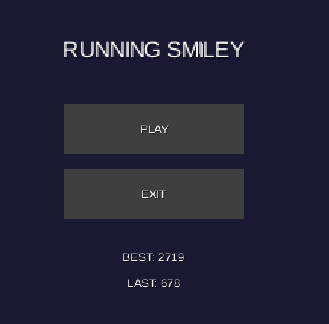 RUNNING SMILEY
PLAY
EXIT
BEST: 2719
LAST: 678